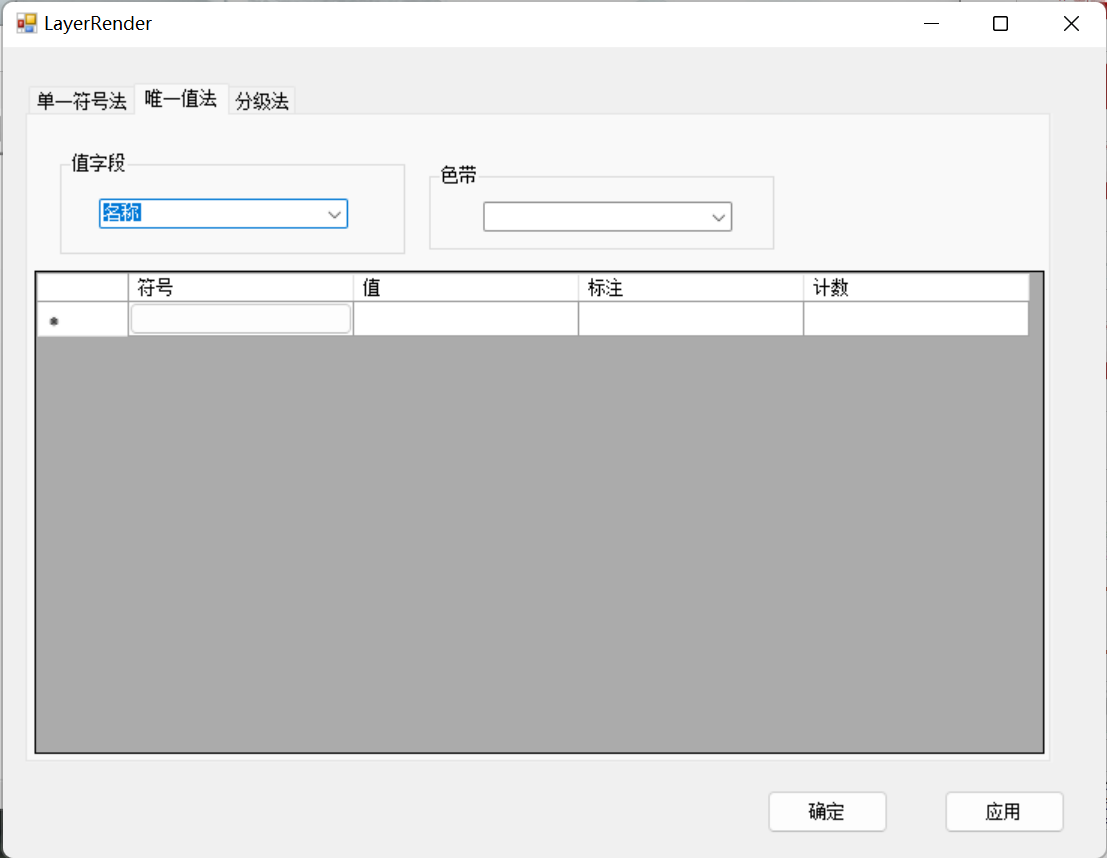 LayerRender
单一符号法 唯一值法 分级法
值字段 色带
名称
符号 值 标注 计数
确定 应用